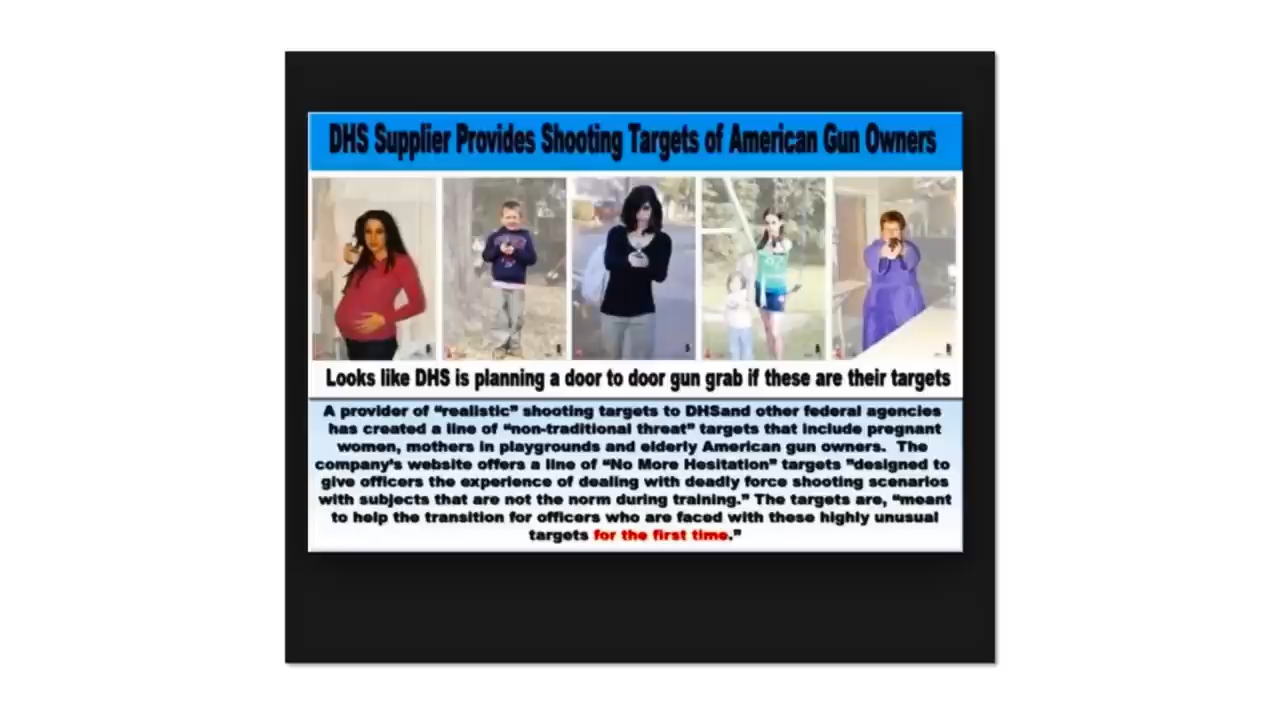 DHS Supplier Provides Shooting Targets of American Gun Owners
Looks like DHS is planning a door to door gun grab if these are their targets
A provider of “realistic” shooting targets to DHSand other federal agencies
has created a line of “non-traditional threat” targets that include pregnant
women, mothers in playgrounds and elderly American gun owners. The
company's website offers a line of “No More Hesitation” targets ”designed to
give officers the experience of dealing with deadly force shooting scenarios
with subjects that are not the norm during training.” The targets are, “meant
to help the transition for officers who are faced with these highly unusual
targets for the first time.”